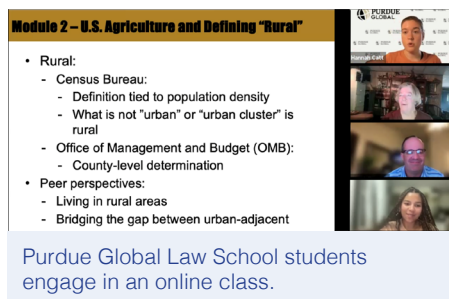 Module 2 – U.S. Agriculture and Defining "Rural"
• Rural:
- Census Bureau:
- Definition tied to population density
- What is not "urban" or "urban cluster" is
rural
- Office of Management and Budget (OMB):
- County-level determination
• Peer perspectives:
- Living in rural areas
- Bridging the gap between urban-adjacent
PURDUE
GLOBAL
Hannah Catt
Purdue Global Law School students
engage in an online class.